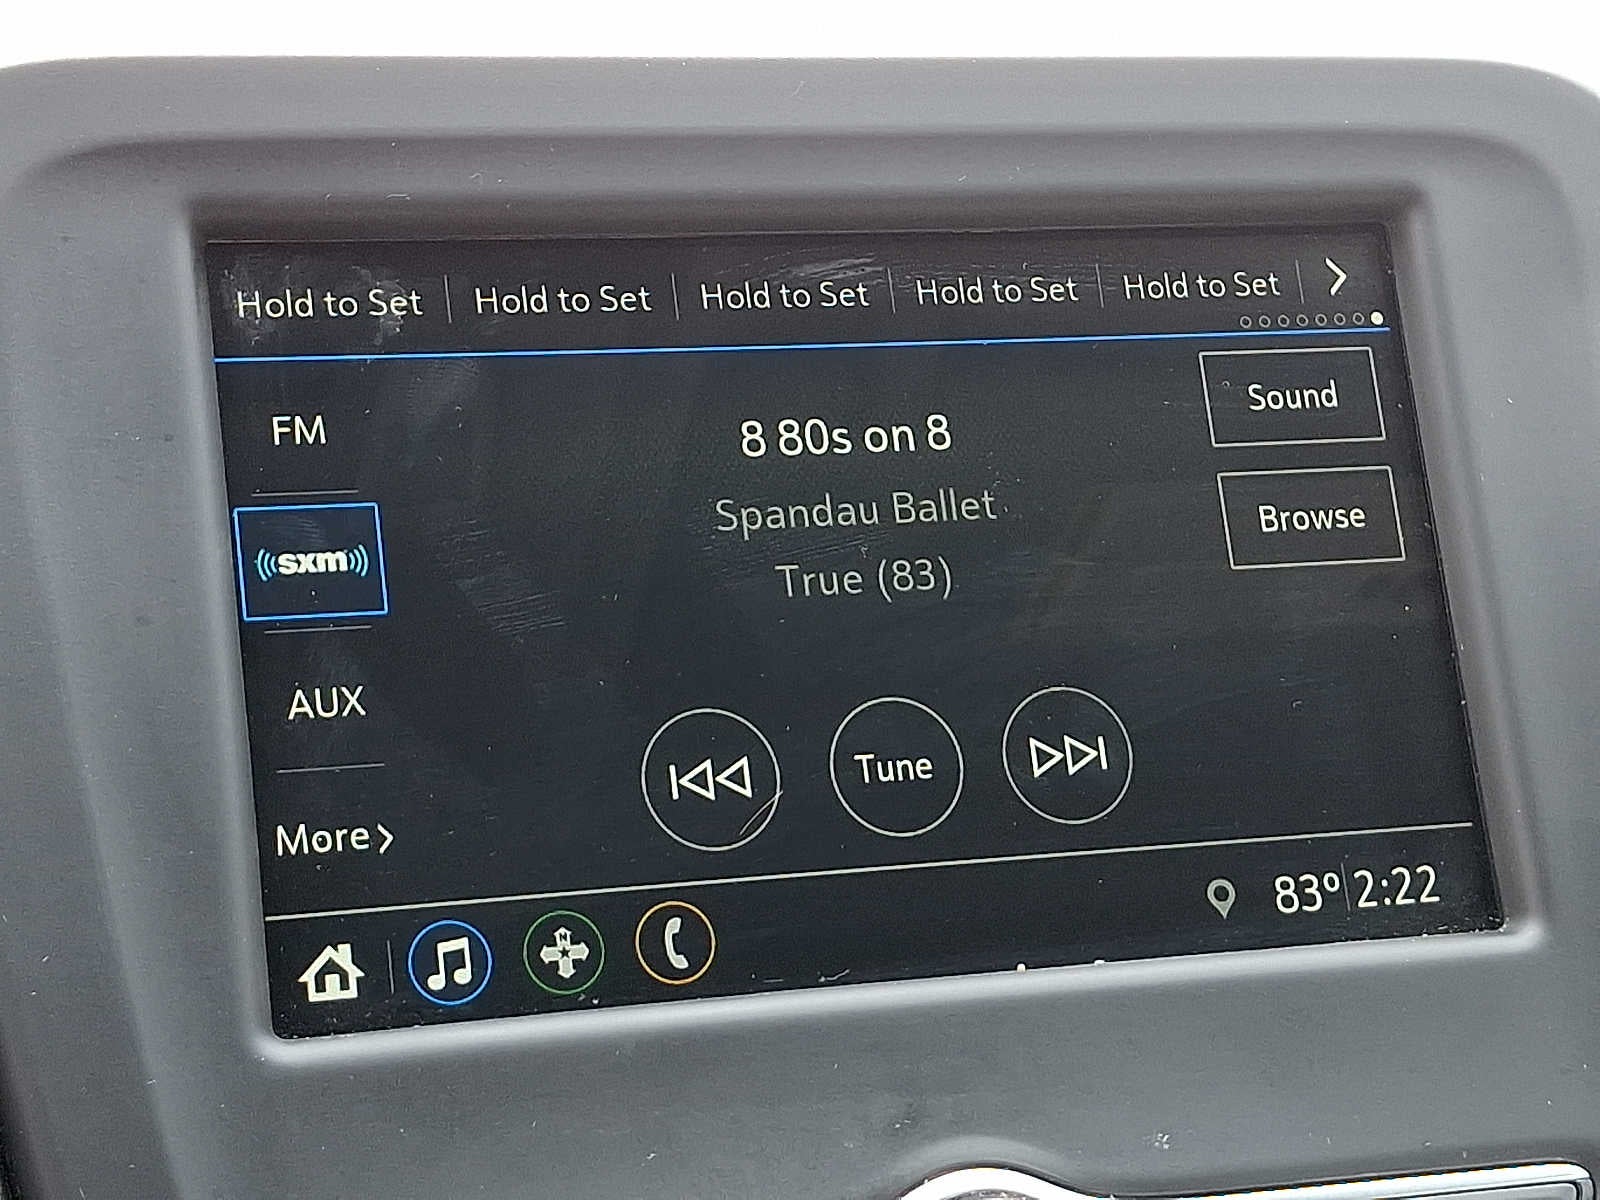 Hold to Set Hold to Set Hold to Set Hold to Set Hold to Set
FM
sxm
AUX
More
8 80s on 8
Spandau Ballet
True (83)
Sound
Browse
Tune
N
83° 2:22